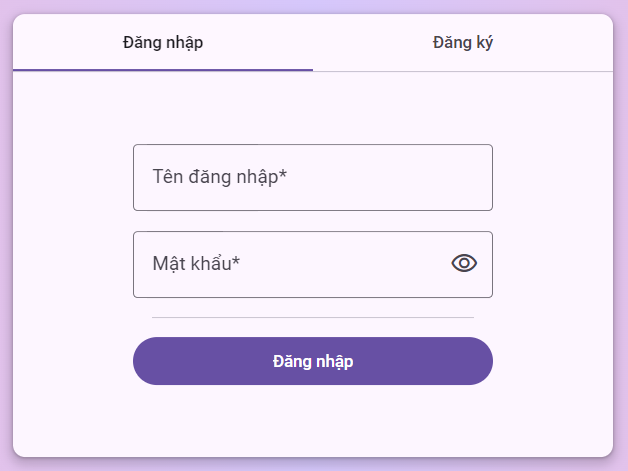 Đăng nhập
Đăng ký
Tên đăng nhập*
Mật khẩu*
Đăng nhập